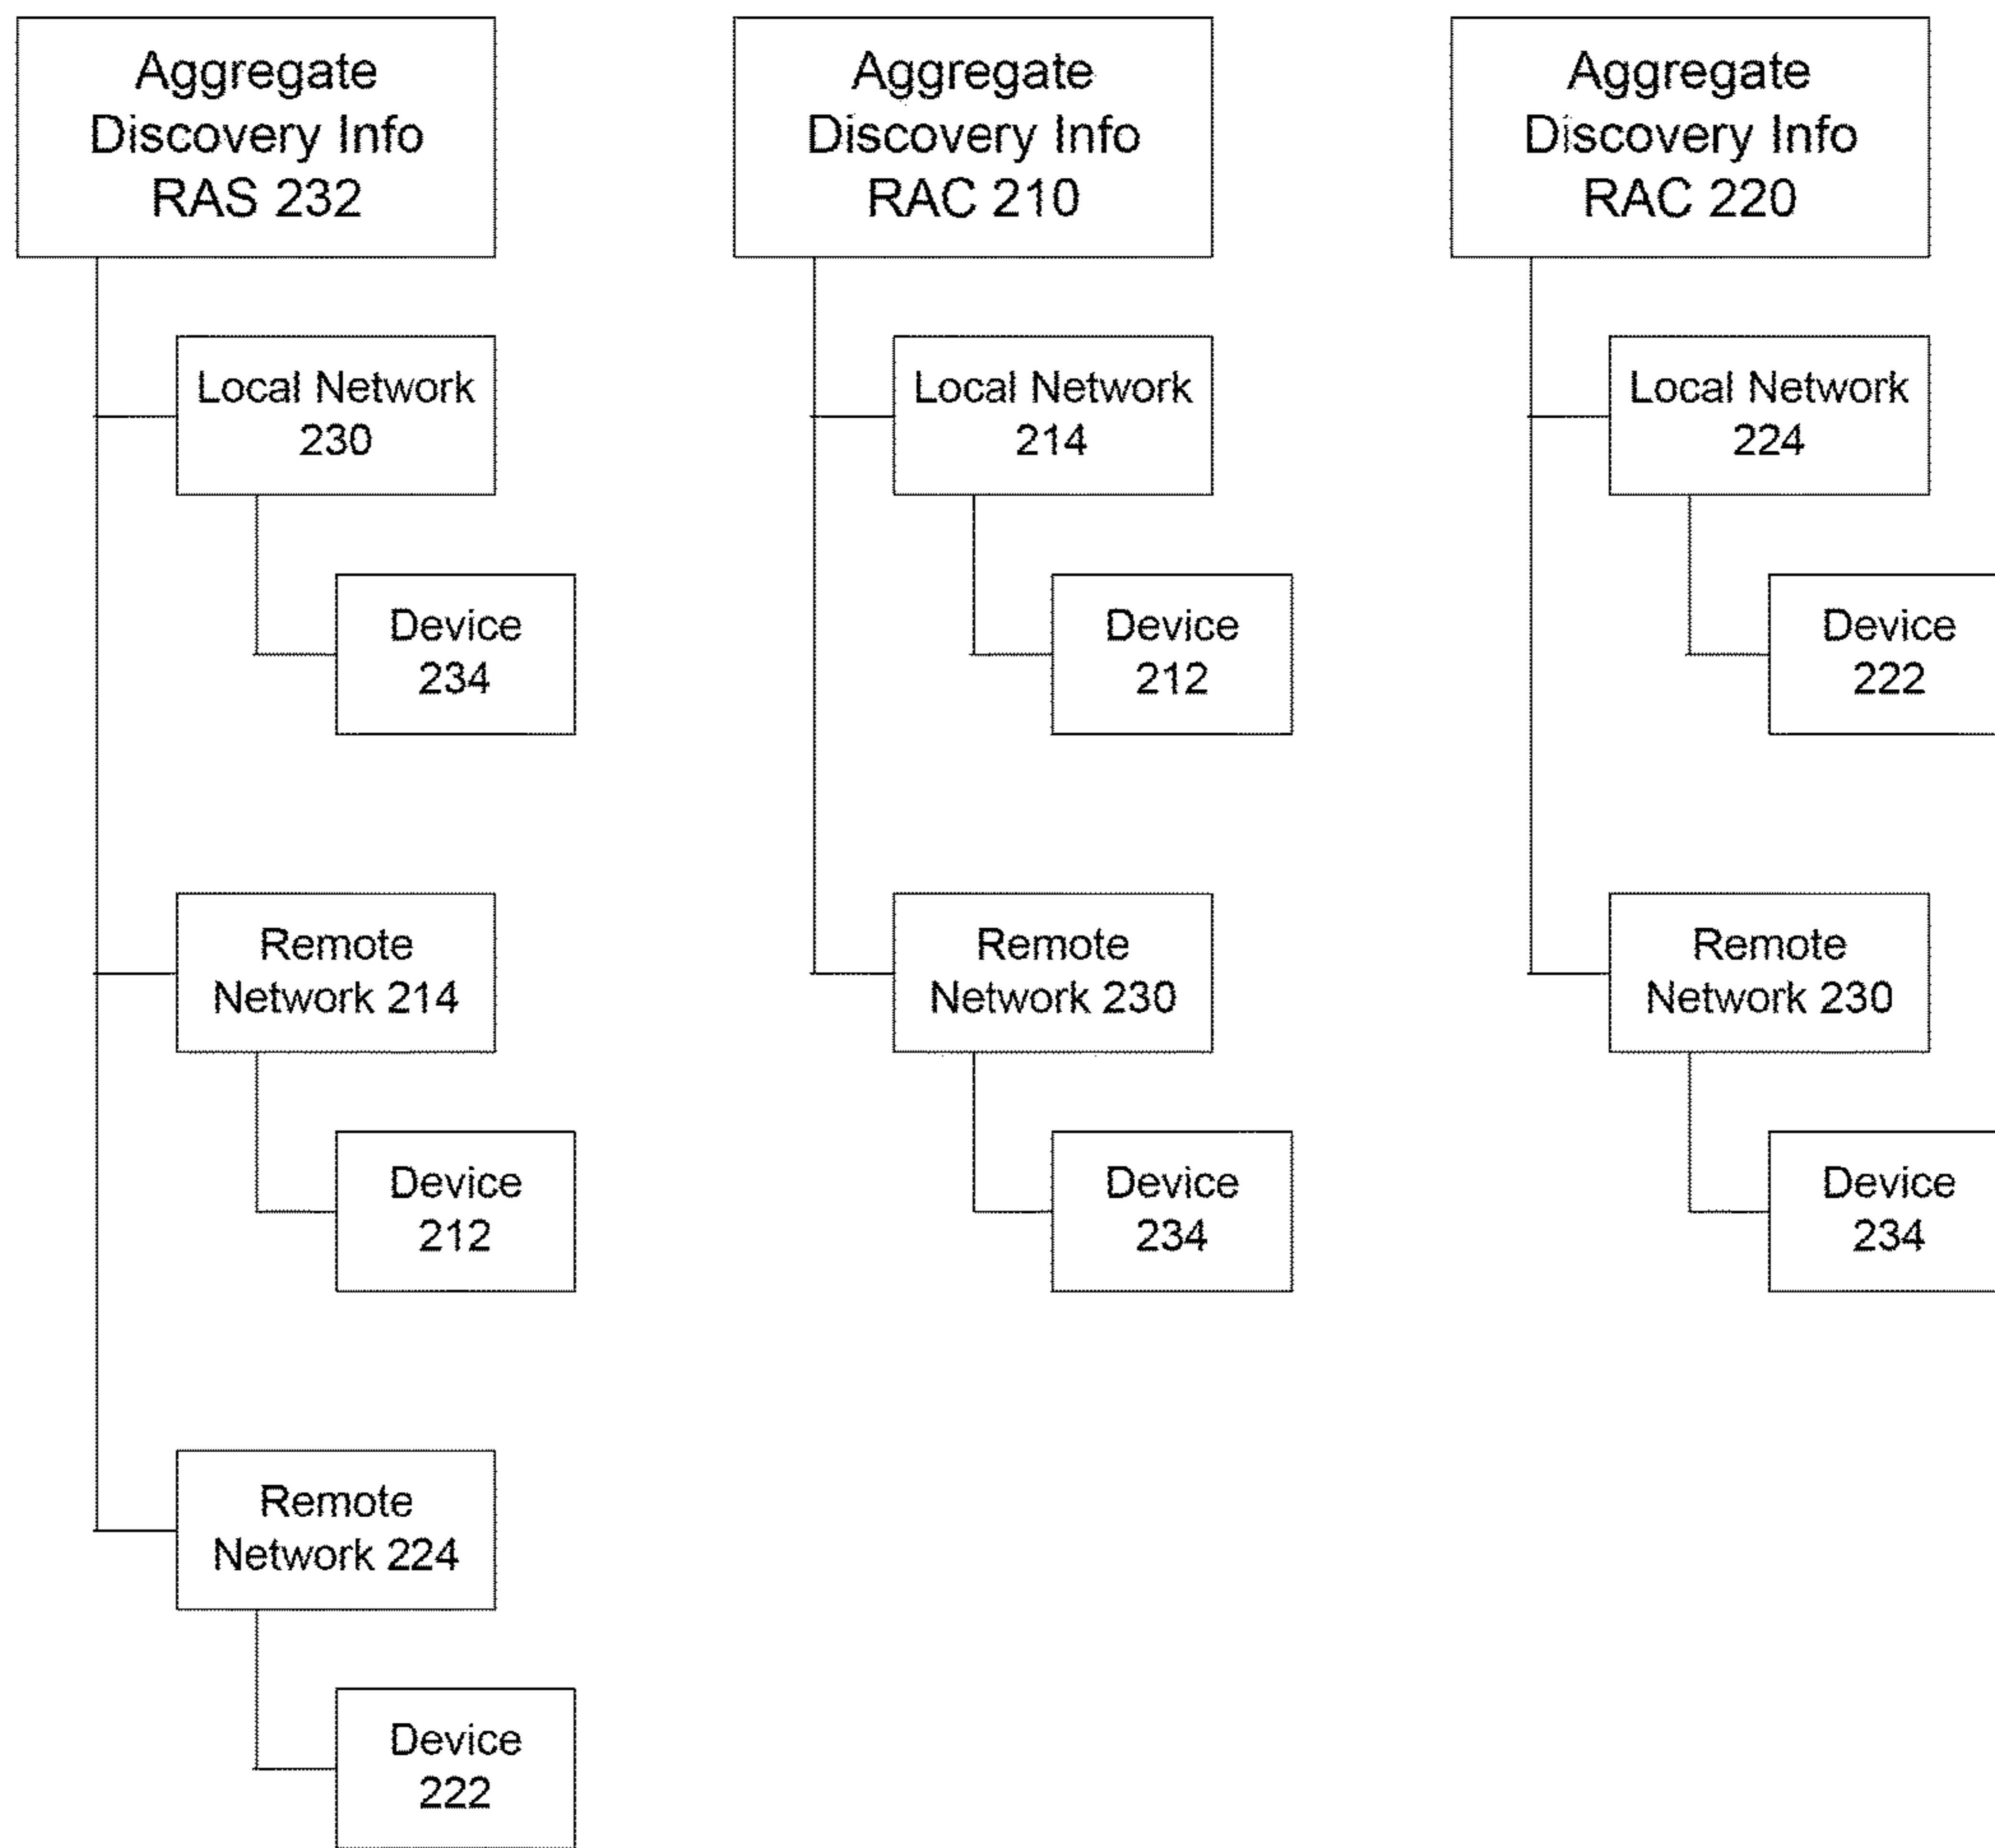 Aggregate
Discovery Info
RAS 232
Local Network
230
Device
234
Remote
Network 214
Device
212
Remote
Network 224
Device
222
Aggregate
Discovery Info
RAC 210
Local Network
214
Device
212
Remote
Network 230
Device
234
Aggregate
Discovery Info
RAC 220
Local Network
224
Device
222
Remote
Network 230
Device
234